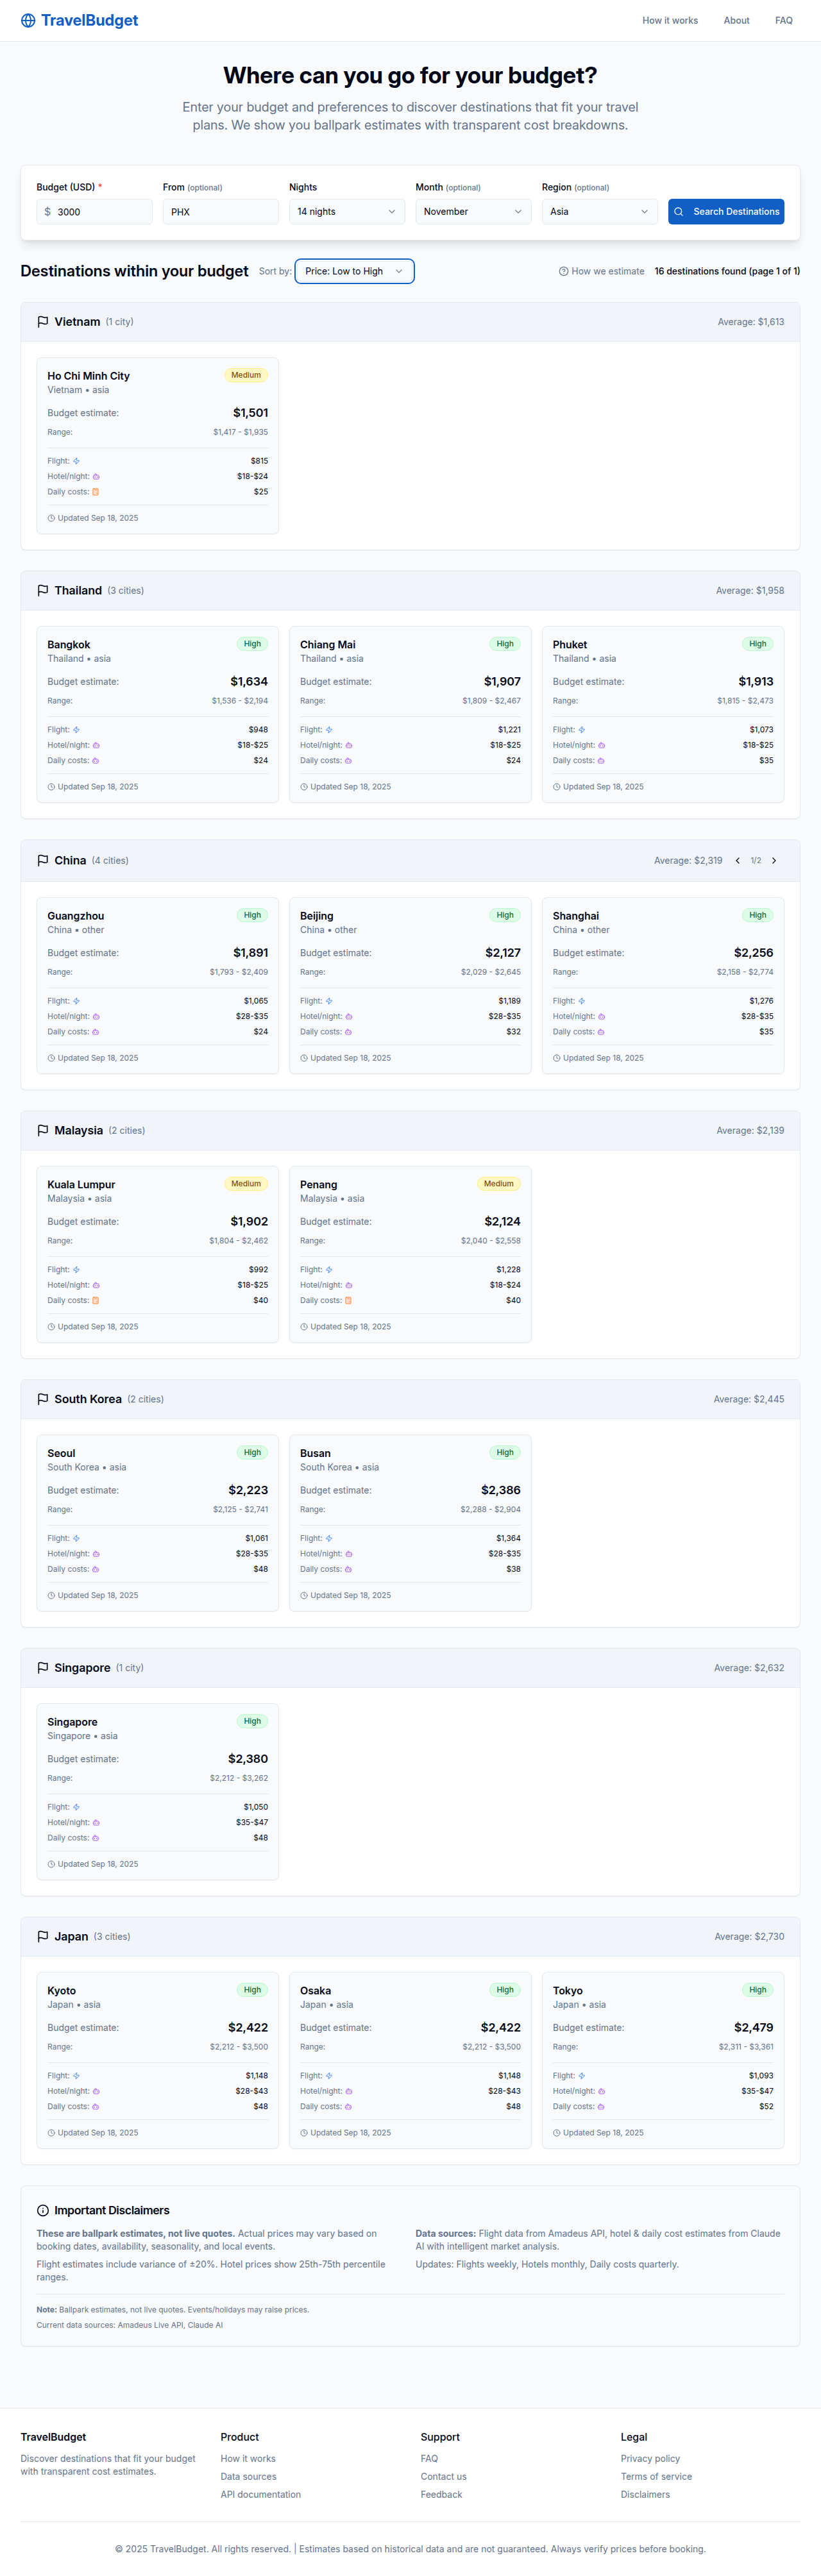 TravelBudget
How it works
About
FAQ
Where can you go for your budget?
Enter your budget and preferences to discover destinations that fit your travel
plans. We show you ballpark estimates with transparent cost breakdowns.
Budget (USD) *
From (optional)
Nights
Month (optional)
Region (optional)
$ 3000
PHX
14 nights
November
Asia
Search Destinations
Destinations within your budget
Sort by:
Price: Low to High
How we estimate
16 destinations found (page 1 of 1)
Vietnam (1 city)
Average: $1,613
Ho Chi Minh City
Medium
Vietnam • asia
Budget estimate: $1,501
Range: $1,417 - $1,935
Flight: $815
Hotel/night: $18-$24
Daily costs: $25
Updated Sep 18, 2025
Thailand (3 cities)
Average: $1,958
Bangkok
High
Thailand • asia
Budget estimate: $1,634
Range: $1,536 - $2,194
Flight: $948
Hotel/night: $18-$25
Daily costs: $24
Updated Sep 18, 2025
Chiang Mai
High
Thailand • asia
Budget estimate: $1,907
Range: $1,809 - $2,467
Flight: $1,221
Hotel/night: $18-$25
Daily costs: $24
Updated Sep 18, 2025
Phuket
High
Thailand • asia
Budget estimate: $1,913
Range: $1,815 - $2,473
Flight: $1,073
Hotel/night: $18-$25
Daily costs: $35
Updated Sep 18, 2025
China (4 cities)
Average: $2,319
1/2
Guangzhou
High
China • other
Budget estimate: $1,891
Range: $1,793 - $2,409
Flight: $1,065
Hotel/night: $28-$35
Daily costs: $24
Updated Sep 18, 2025
Beijing
High
China • other
Budget estimate: $2,127
Range: $2,029 - $2,645
Flight: $1,189
Hotel/night: $28-$35
Daily costs: $32
Updated Sep 18, 2025
Shanghai
High
China • other
Budget estimate: $2,256
Range: $2,158 - $2,774
Flight: $1,276
Hotel/night: $28-$35
Daily costs: $35
Updated Sep 18, 2025
Malaysia (2 cities)
Average: $2,139
Kuala Lumpur
Medium
Malaysia • asia
Budget estimate: $1,902
Range: $1,804 - $2,462
Flight: $992
Hotel/night: $18-$25
Daily costs: $40
Updated Sep 18, 2025
Penang
Medium
Malaysia • asia
Budget estimate: $2,124
Range: $2,040 - $2,558
Flight: $1,228
Hotel/night: $18-$24
Daily costs: $40
Updated Sep 18, 2025
South Korea (2 cities)
Average: $2,445
Seoul
High
South Korea • asia
Budget estimate: $2,223
Range: $2,125 - $2,741
Flight: $1,061
Hotel/night: $28-$35
Daily costs: $48
Updated Sep 18, 2025
Busan
High
South Korea • asia
Budget estimate: $2,386
Range: $2,288 - $2,904
Flight: $1,364
Hotel/night: $28-$35
Daily costs: $38
Updated Sep 18, 2025
Singapore (1 city)
Average: $2,632
Singapore
High
Singapore • asia
Budget estimate: $2,380
Range: $2,212 - $3,262
Flight: $1,050
Hotel/night: $35-$47
Daily costs: $48
Updated Sep 18, 2025
Japan (3 cities)
Average: $2,730
Kyoto
High
Japan • asia
Budget estimate: $2,422
Range: $2,212 - $3,500
Flight: $1,148
Hotel/night: $28-$43
Daily costs: $48
Updated Sep 18, 2025
Osaka
High
Japan • asia
Budget estimate: $2,422
Range: $2,212 - $3,500
Flight: $1,148
Hotel/night: $28-$43
Daily costs: $48
Updated Sep 18, 2025
Tokyo
High
Japan • asia
Budget estimate: $2,479
Range: $2,311 - $3,361
Flight: $1,093
Hotel/night: $35-$47
Daily costs: $52
Updated Sep 18, 2025
Important Disclaimers
These are ballpark estimates, not live quotes. Actual prices may vary based on
booking dates, availability, seasonality, and local events.
Flight estimates include variance of ±20%. Hotel prices show 25th-75th percentile
ranges.
Data sources: Flight data from Amadeus API, hotel & daily cost estimates from Claude
AI with intelligent market analysis.
Updates: Flights weekly, Hotels monthly, Daily costs quarterly.
Note: Ballpark estimates, not live quotes. Events/holidays may raise prices.
Current data sources: Amadeus Live API, Claude AI
TravelBudget
Discover destinations that fit your budget
with transparent cost estimates.
Product
How it works
Data sources
API documentation
Support
FAQ
Contact us
Feedback
Legal
Privacy policy
Terms of service
Disclaimers
© 2025 TravelBudget. All rights reserved. | Estimates based on historical data and are not guaranteed. Always verify prices before booking.